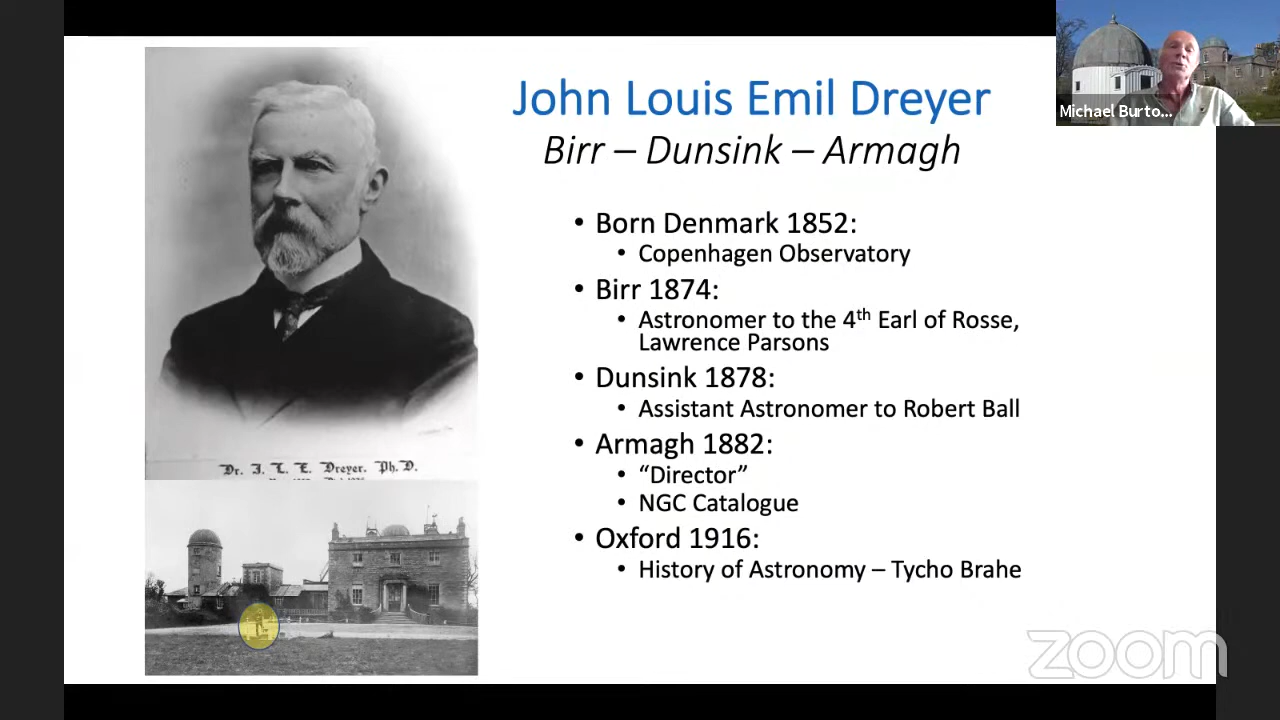 John Louis Emil Dreyer
Birr – Dunsink – Armagh
Michael Burto...
• Born Denmark 1852:
• Copenhagen Observatory
• Birr 1874:
• Astronomer to the 4th Earl of Rosse,
Lawrence Parsons
• Dunsink 1878:
• Assistant Astronomer to Robert Ball
• Armagh 1882:
• “Director”
• NGC Catalogue
• Oxford 1916:
• History of Astronomy – Tycho Brahe
Dr. J. L. E. Dreyer. Ph.D.
zoom